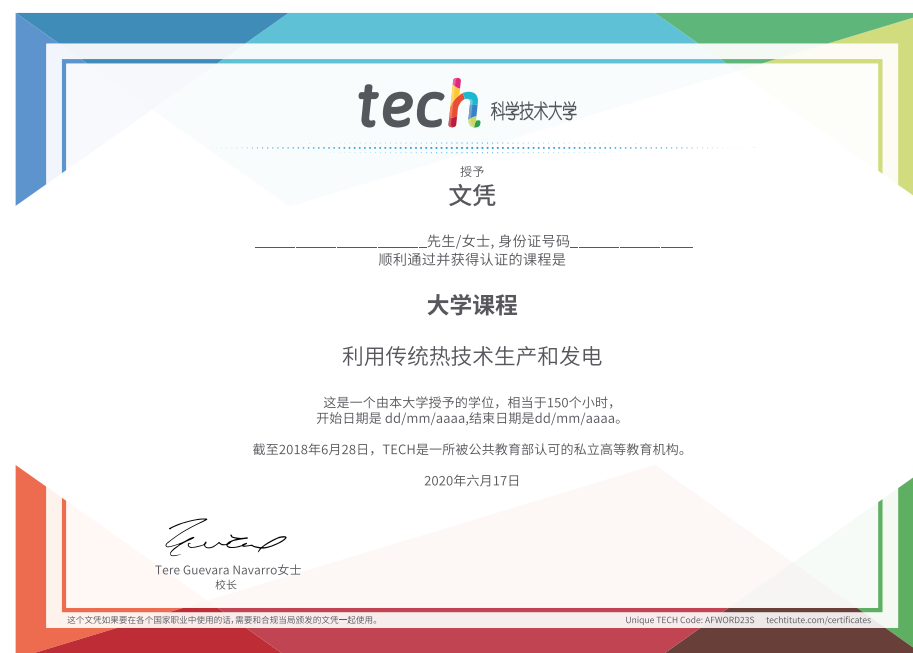 tech 科学技术大学
授予
文凭
_____________________先生/女士, 身份证号码_______________
顺利通过并获得认证的课程是
大学课程
利用传统热技术生产和发电
这是一个由本大学授予的学位，相当于150个小时，
开始日期是 dd/mm/aaaa,结束日期是dd/mm/aaaa。
截至2018年6月28日，TECH是一所被公共教育部认可的私立高等教育机构。
2020年六月17日
Tere Guevara Navarro女士
校长
这个文凭如果要在各个国家职业中使用的话,需要和合规当局颁发的文凭一起使用。
Unique TECH Code: AFWORD23S techtitute.com/certificates